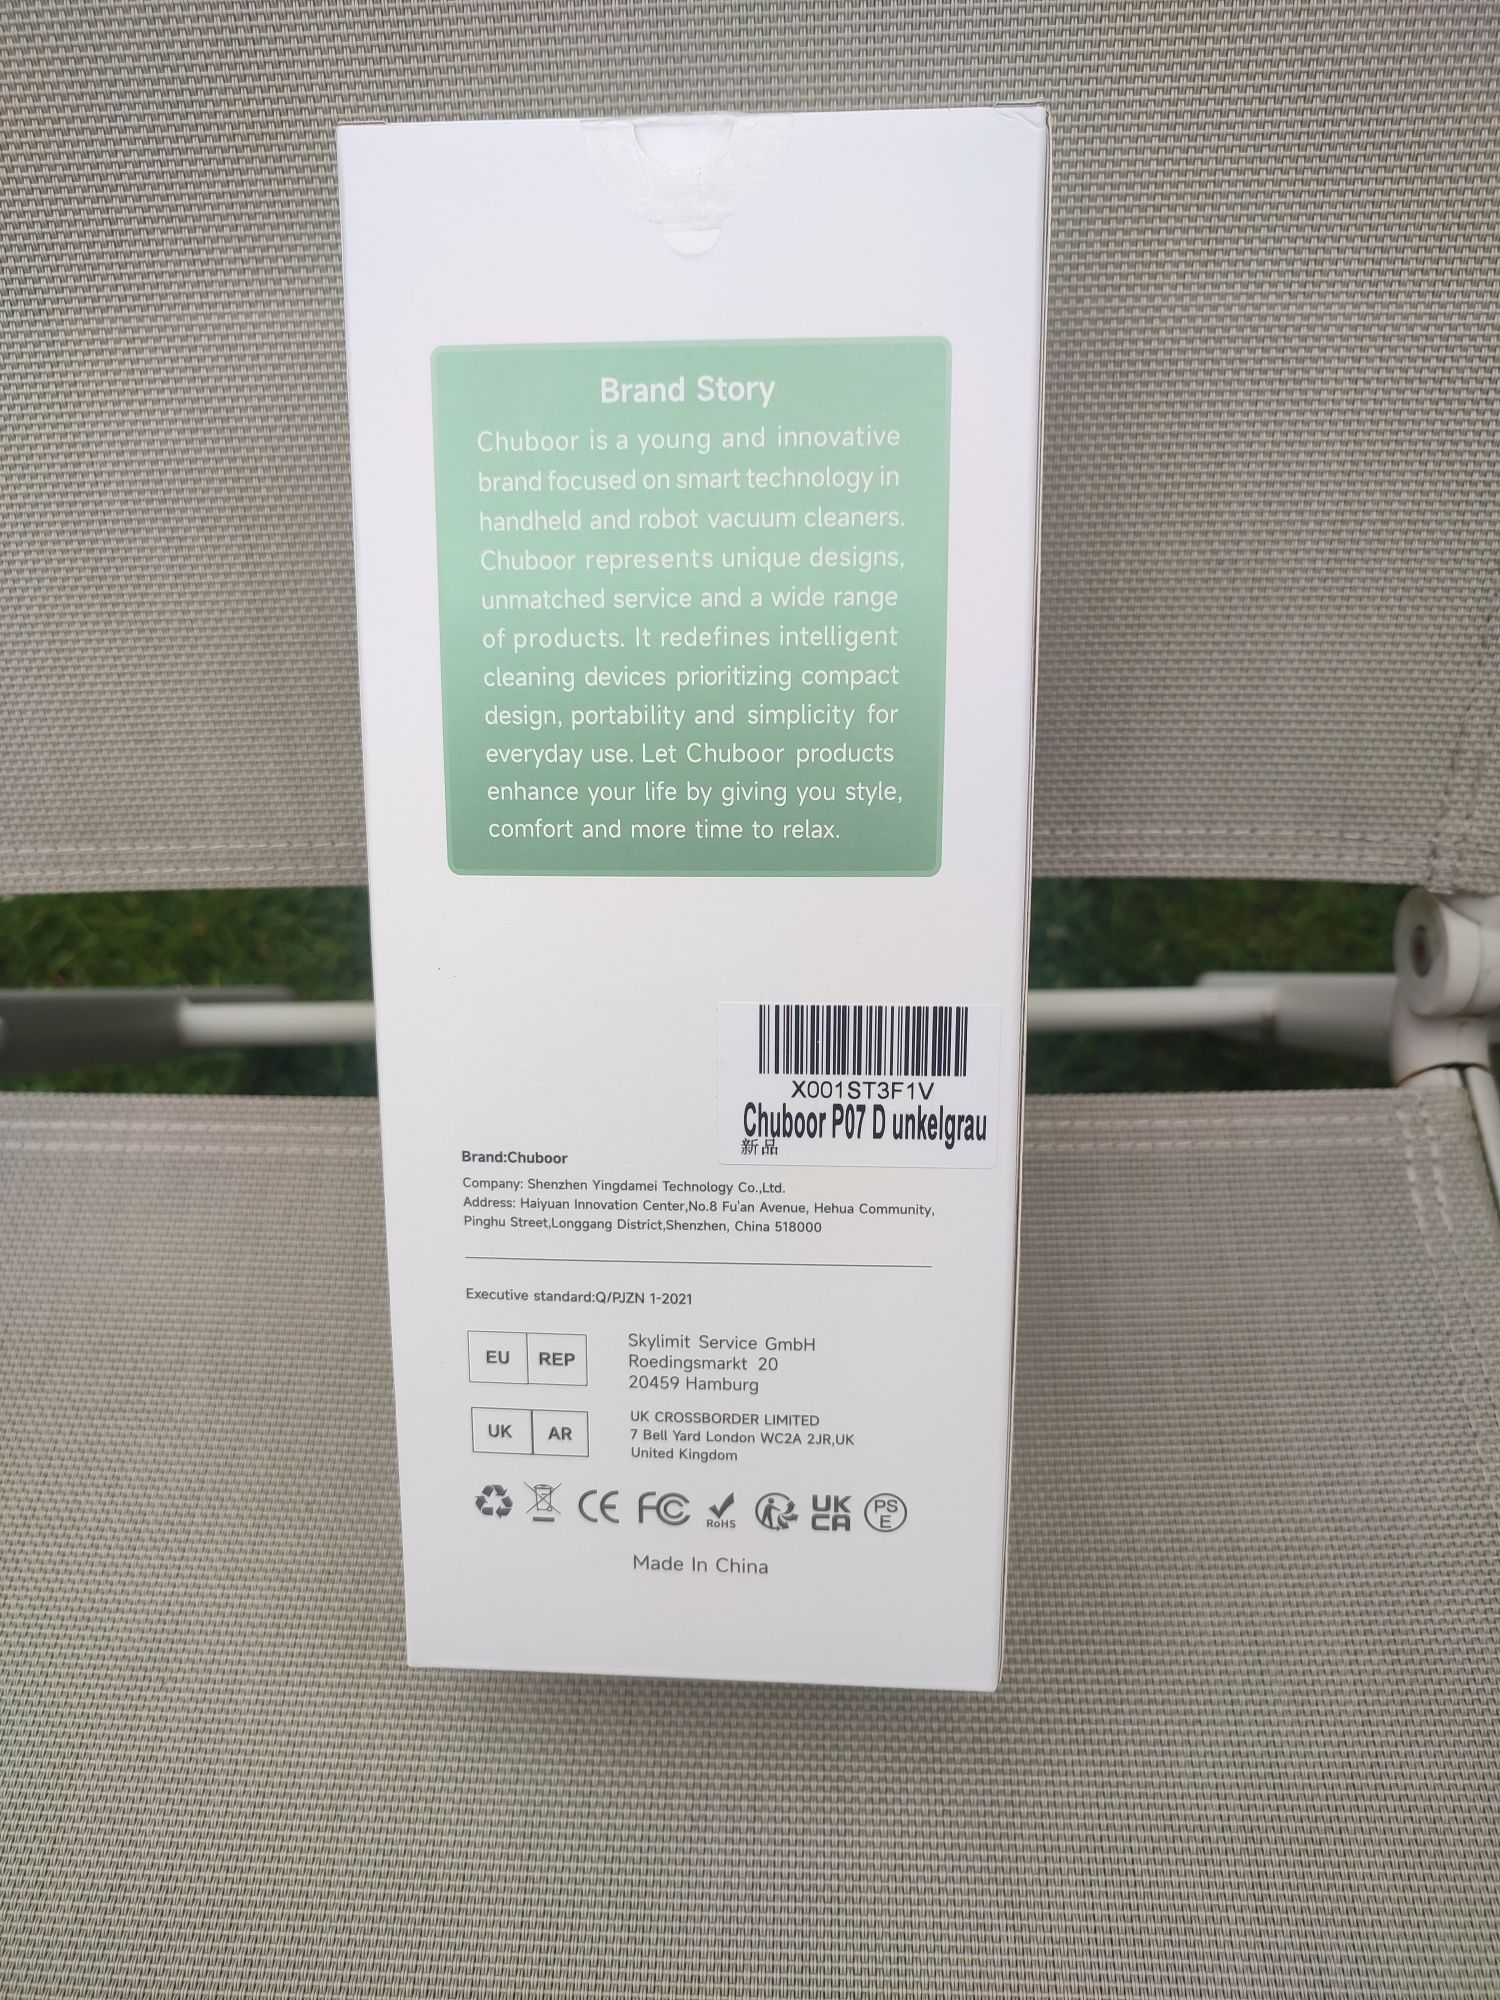 Brand Story
Chuboor is a young and innovative
brand focused on smart technology in
handheld and robot vacuum cleaners.
Chuboor represents unique designs,
unmatched service and a wide range
of products. It redefines intelligent
cleaning devices prioritizing compact
design, portability and simplicity for
everyday use. Let Chuboor products
enhance your life by giving you style,
comfort and more time to relax.
X001ST3F1V
Chuboor P07 D unkelgrau
新品
Brand:Chuboor
Company: Shenzhen Yingdamei Technology Co.,Ltd.
Address: Haiyuan Innovation Center,No.8 Fu'an Avenue, Hehua Community,
Pinghu Street,Longgang District,Shenzhen, China 518000
Executive standard:Q/PJZN 1-2021
EU REP
Skylimit Service GmbH
Roedingsmarkt 20
20459 Hamburg
UK AR
UK CROSSBORDER LIMITED
7 Bell Yard London WC2A 2JR,UK
United Kingdom
CE FC RoHS UK CA PS E
Made In China